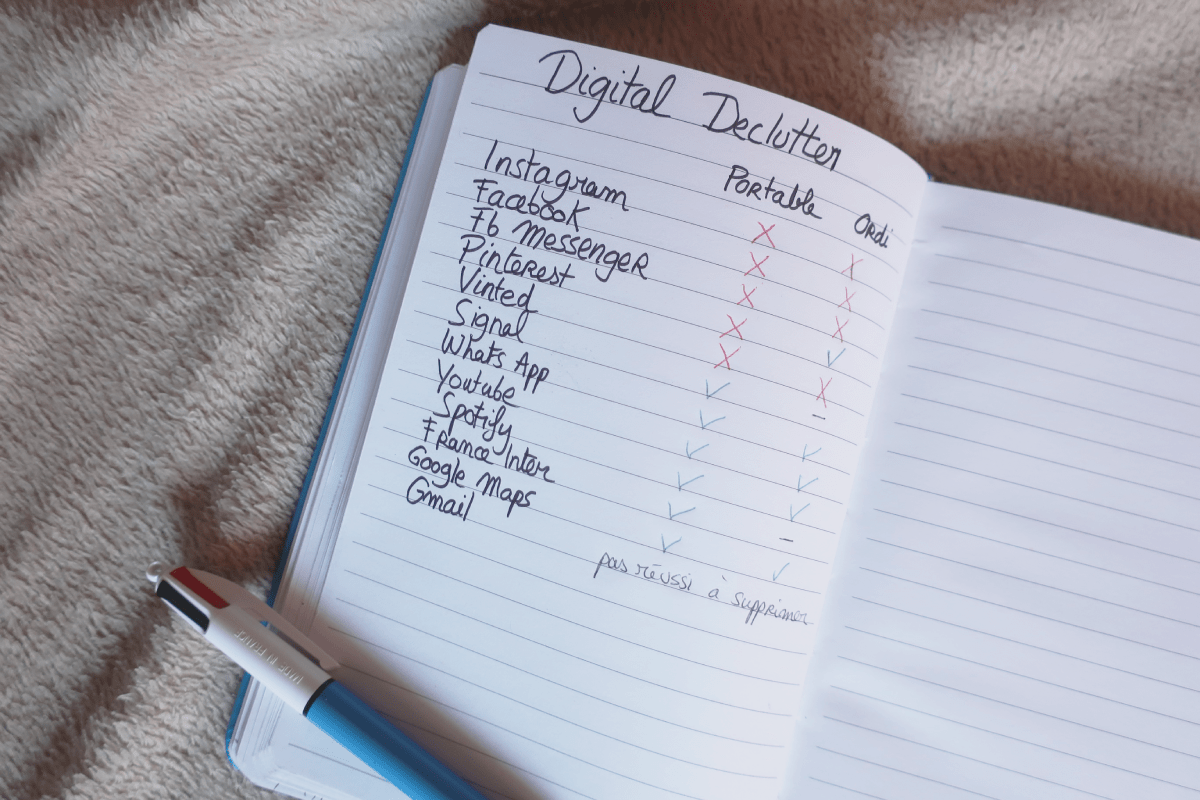 Digital Declutter
Portable Ordi
Instagram X X
Facebook X X
Fb Messenger X X
Pinterest X ✓
Vinted X X
Signal ✓ –
Whats App ✓ ✓
Youtube ✓ ✓
Spotify ✓ ✓
France Inter ✓ –
Google Maps ✓ ✓
Gmail pas réussi à supprimer